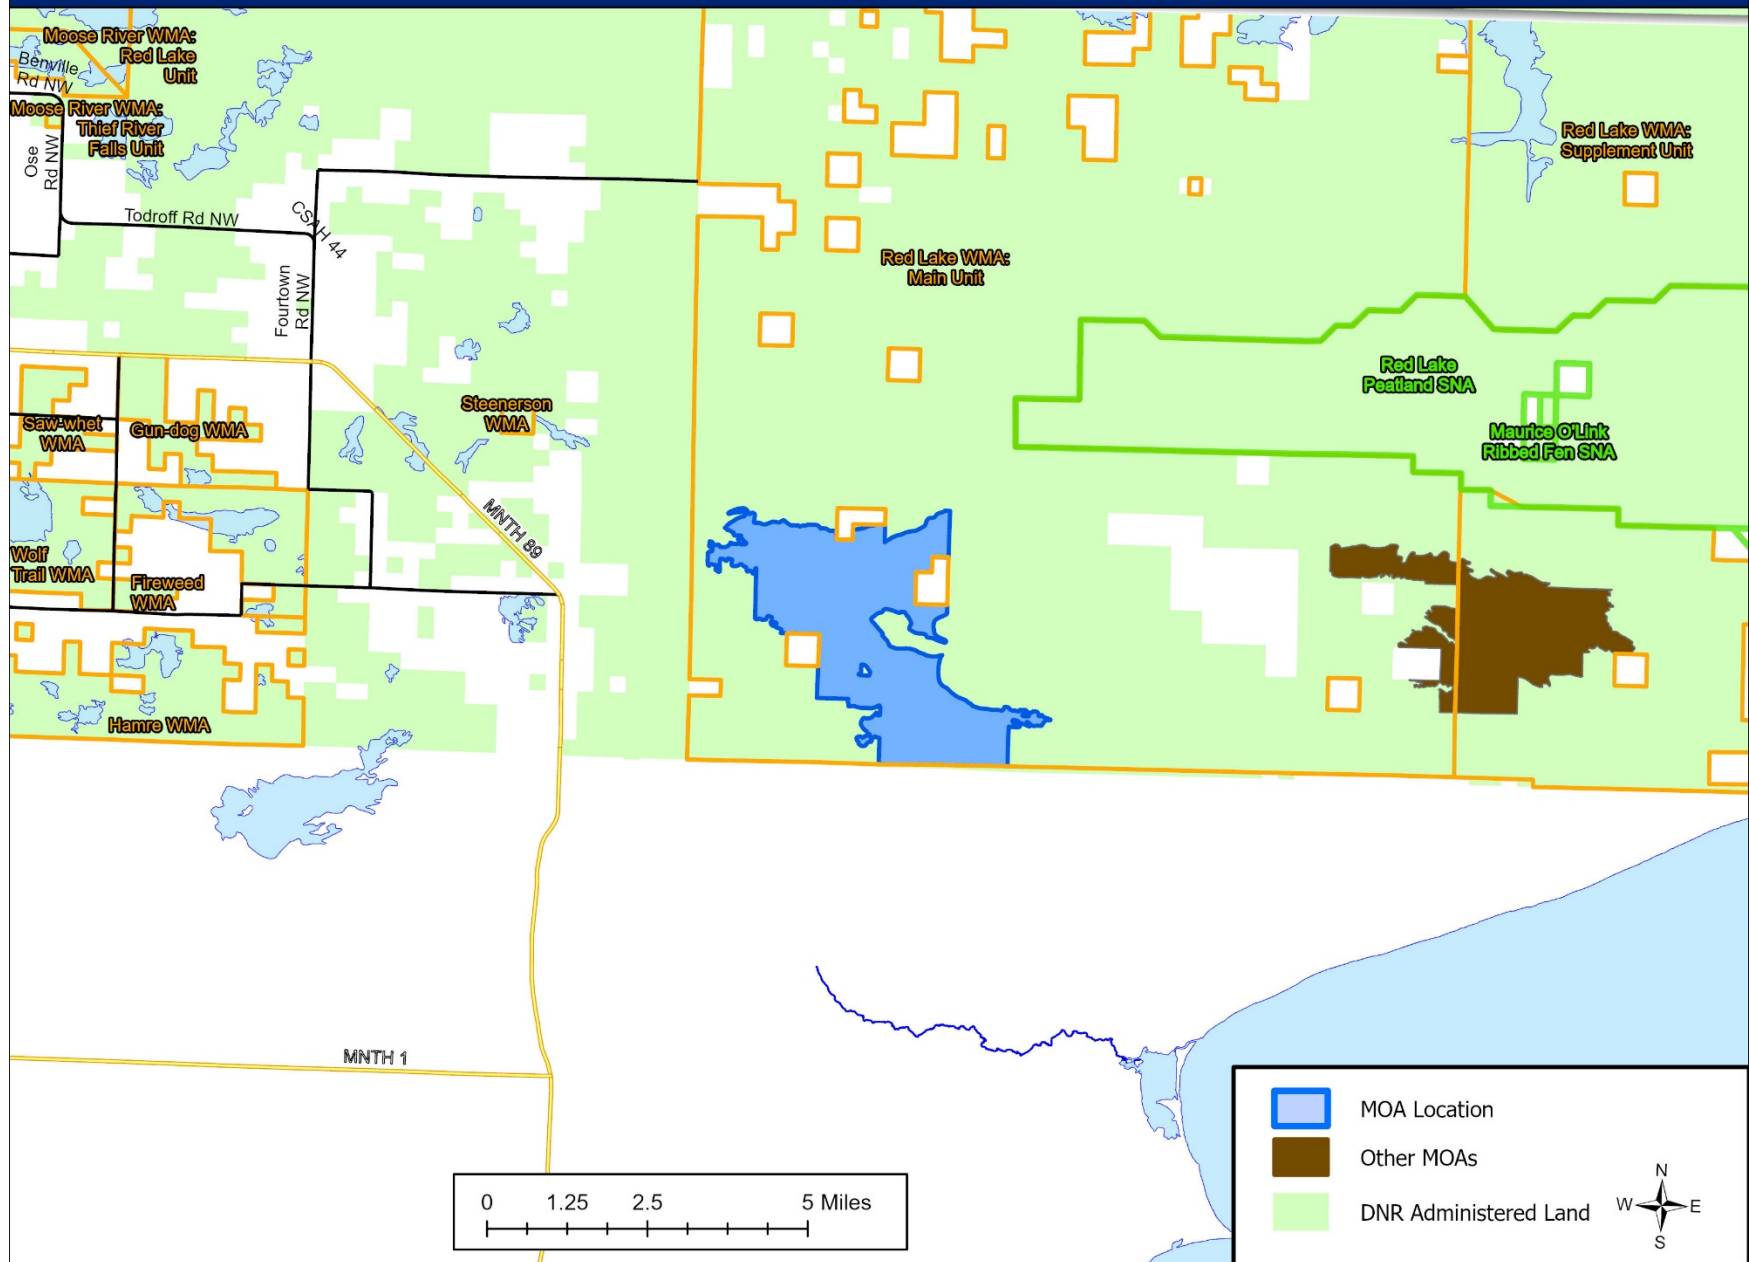 Moose River WMA:
Red Lake
Unit
Benville
Rd NW
Moose River WMA:
Thief River
Falls Unit
Ose
Rd NW
Todroff Rd NW
CSAH 44
Fourtown
Rd NW
Red Lake WMA:
Supplement Unit
Red Lake WMA:
Main Unit
Red Lake
Peatland SNA
Maurice O'Link
Ribbed Fen SNA
Steenerson
WMA
Saw-whet
WMA
Gun-dog WMA
MNTH 89
Wolf
Trail WMA
Fireweed
WMA
Hamre WMA
MNTH 1
0 1.25 2.5 5 Miles
MOA Location
Other MOAs
DNR Administered Land
N
W E
S